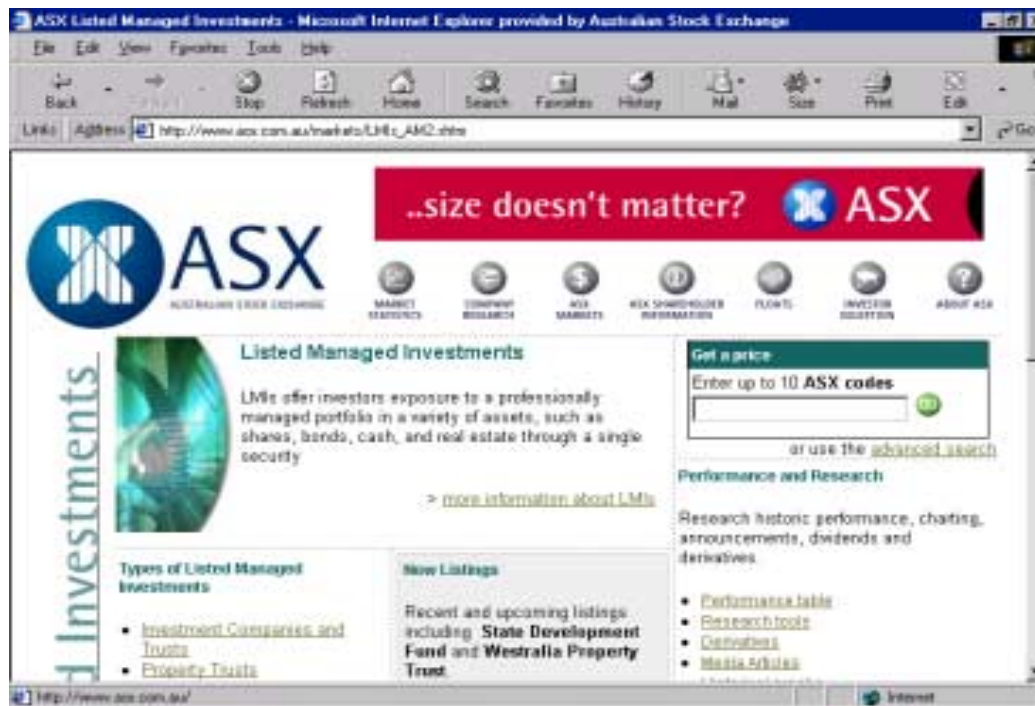 ASX Listed Managed Investments - Microsoft Internet Explorer provided by Australian Stock Exchange
File Edit View Favorites Tools Help
Back Stop Refresh Home Search Favorites History Mail Size Print Edit
Links Address http://www.asx.com.au/markets/LMIs_AM2.shtm Go
..size doesn't matter? ASX
ASX
AUSTRALIAN STOCK EXCHANGE
MARKET STATISTICS
COMPANY RESEARCH
ASX MARKETS
ASX SHAREHOLDER INFORMATION
FLOATS
INVESTOR EDUCATION
ABOUT ASX
d Investments
Listed Managed Investments
LMIs offer investors exposure to a professionally
managed portfolio in a variety of assets, such as
shares, bonds, cash, and real estate through a single
security
> more information about LMIs
Types of Listed Managed
Investments
Investment Companies and
Trusts
Property Trusts
New Listings
Recent and upcoming listings
including State Development
Fund and Westralia Property
Trust.
Get a price
Enter up to 10 ASX codes
GO
or use the advanced search
Performance and Research
Research historic performance, charting,
announcements, dividends and
derivatives.
Performance table
Research tools
Derivatives
Media Articles
http://www.asx.com.au/
Internet